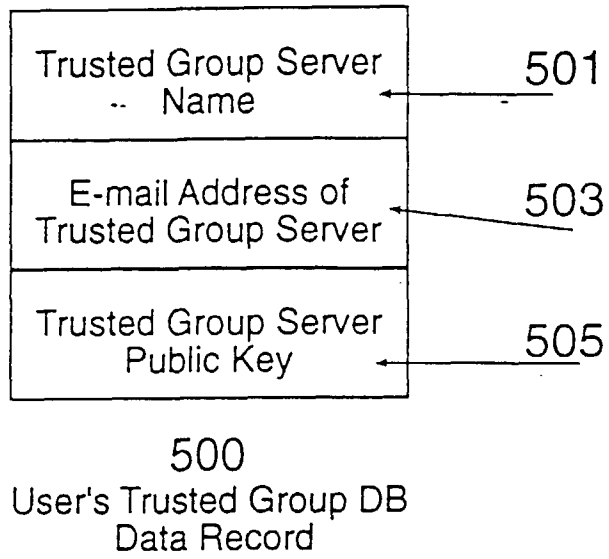 Trusted Group Server
Name
501
E-mail Address of
Trusted Group Server
503
Trusted Group Server
Public Key
505
500
User's Trusted Group DB
Data Record